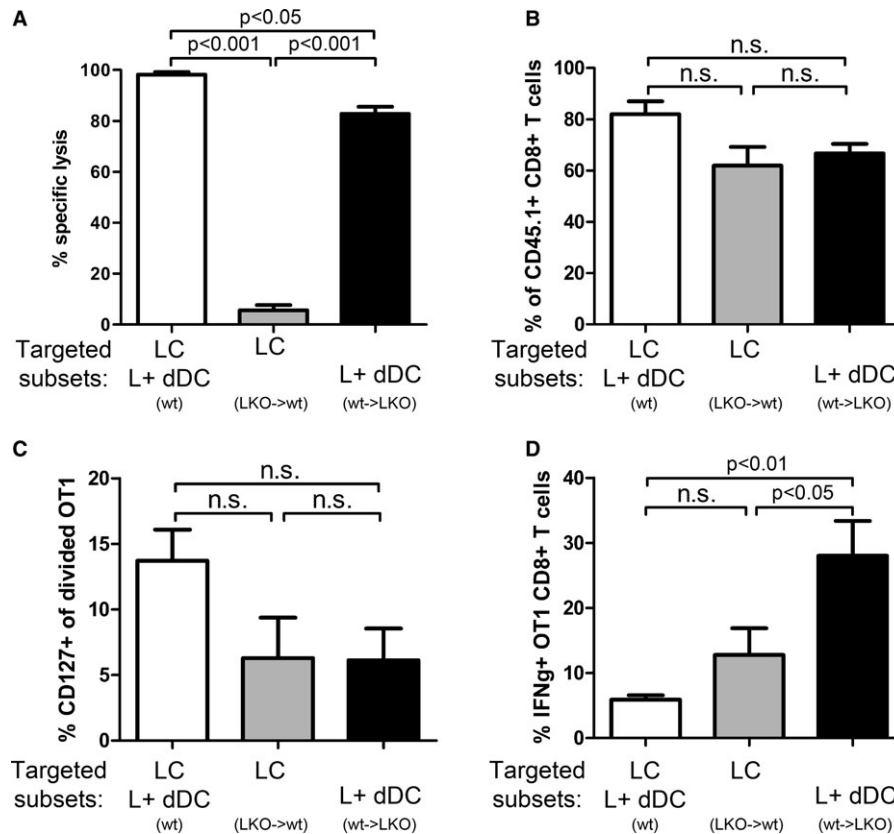 A
p<0.05
p<0.001 p<0.001
% specific lysis
100
80
60
40
20
0
Targeted subsets:
LC LC
L+ dDC L+ dDC
(wt) (LKO->wt) (wt->LKO)
B
n.s.
n.s. n.s.
% of CD45.1+ CD8+ T cells
100
80
60
40
20
0
Targeted subsets:
LC LC
L+ dDC L+ dDC
(wt) (LKO->wt) (wt->LKO)
C
n.s.
n.s. n.s.
% CD127+ of divided OT1
20
15
10
5
0
Targeted subsets:
LC LC
L+ dDC L+ dDC
(wt) (LKO->wt) (wt->LKO)
D
p<0.01
n.s. p<0.05
% IFNg+ OT1 CD8+ T cells
40
30
20
10
0
Targeted subsets:
LC LC
L+ dDC L+ dDC
(wt) (LKO->wt) (wt->LKO)